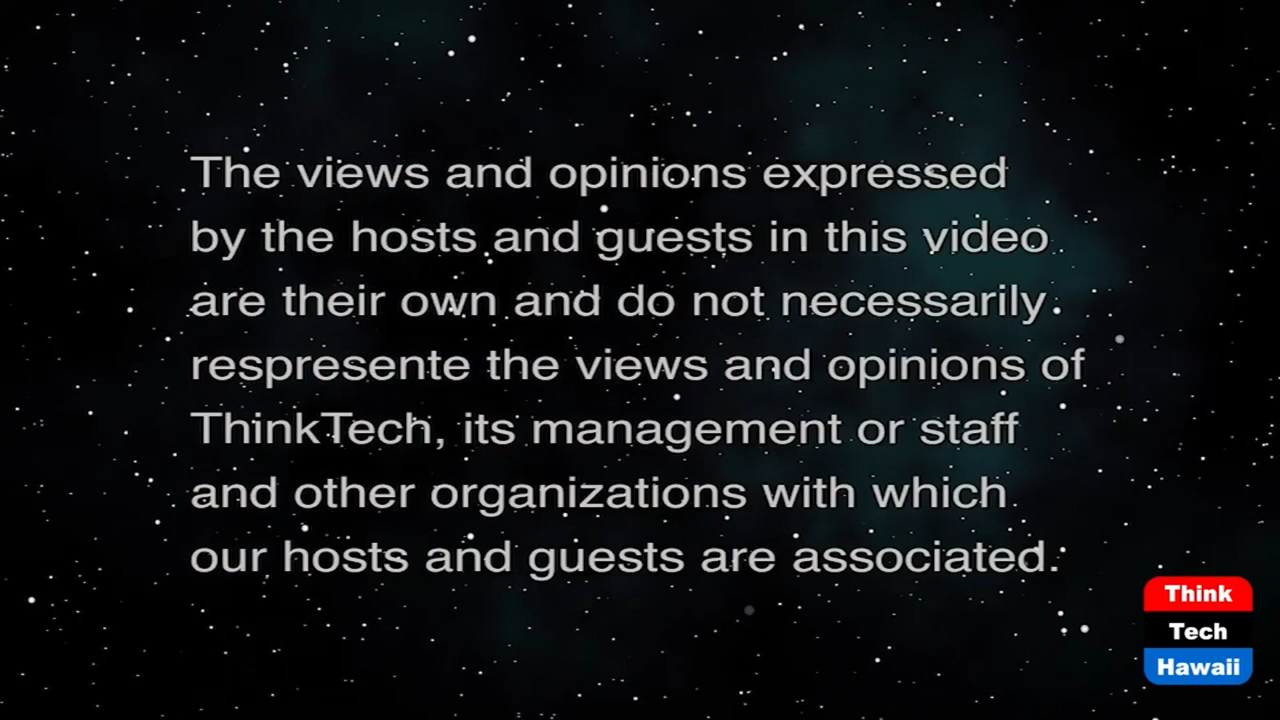 The views and opinions expressed
by the hosts and guests in this video
are their own and do not necessarily
respresente the views and opinions of
ThinkTech, its management or staff
and other organizations with which
our hosts and guests are associated.
Think
Tech
Hawaii